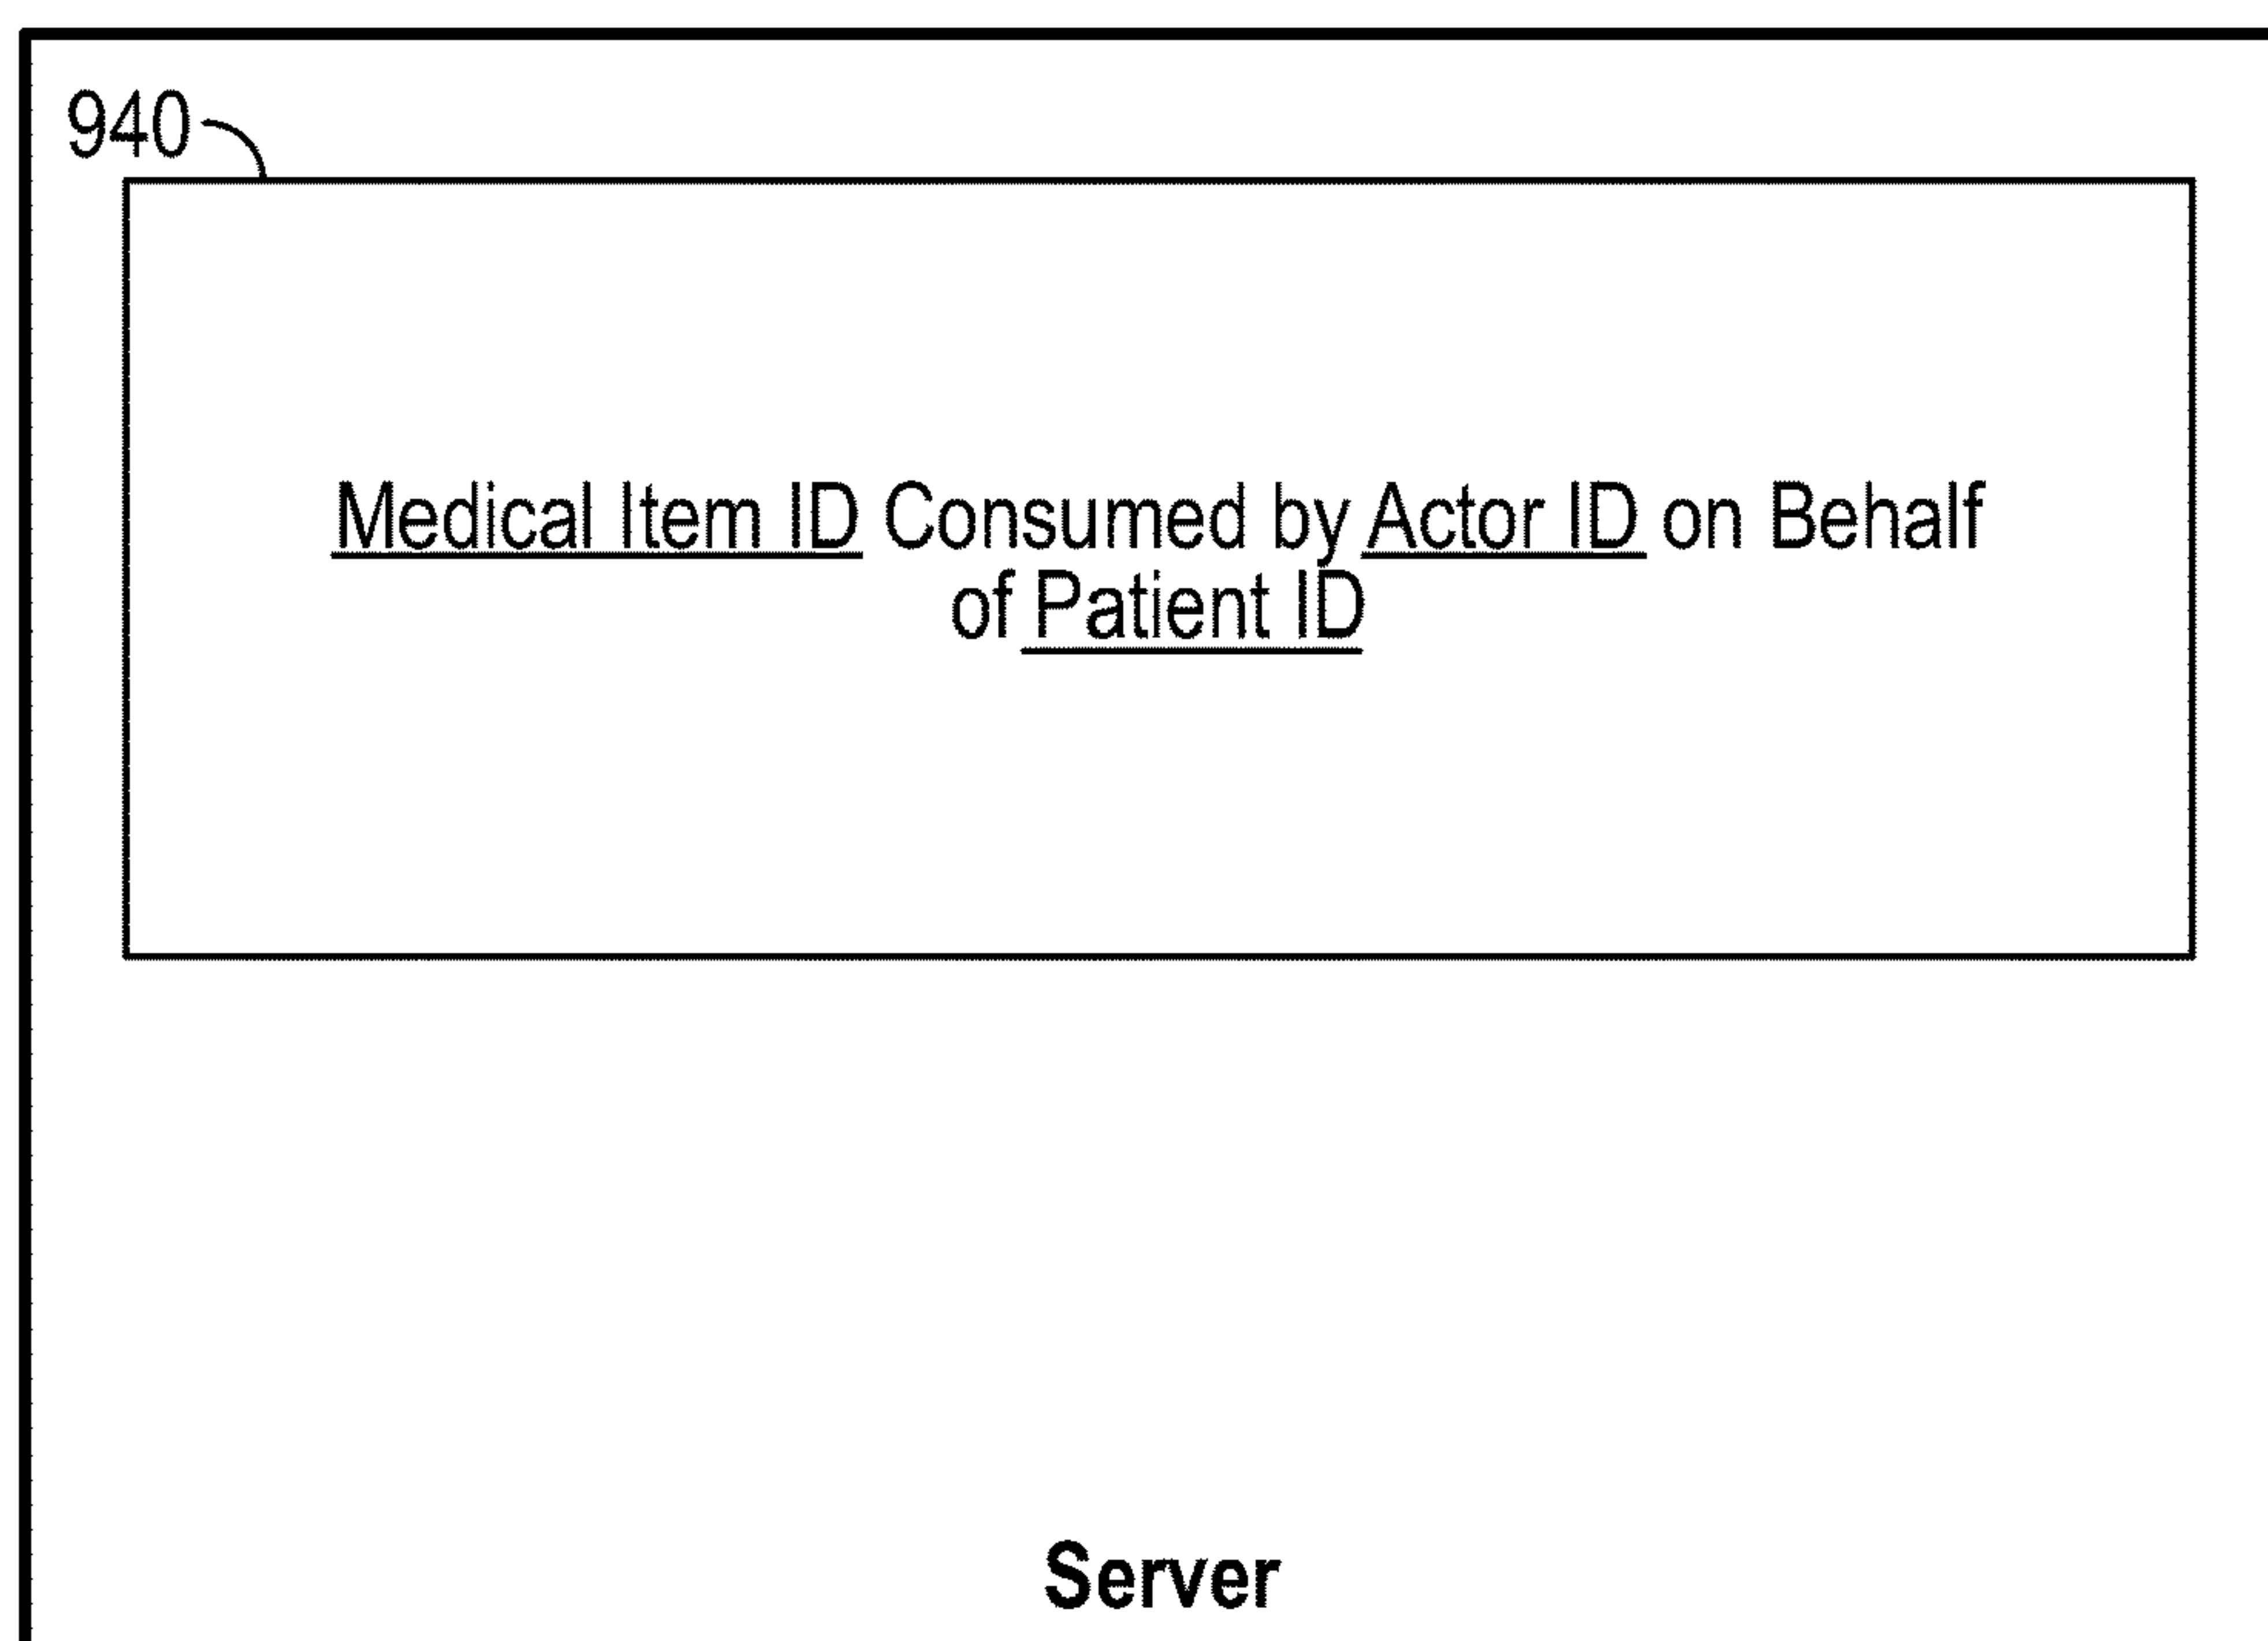 940
Medical Item ID Consumed by Actor ID on Behalf
of Patient ID
Server